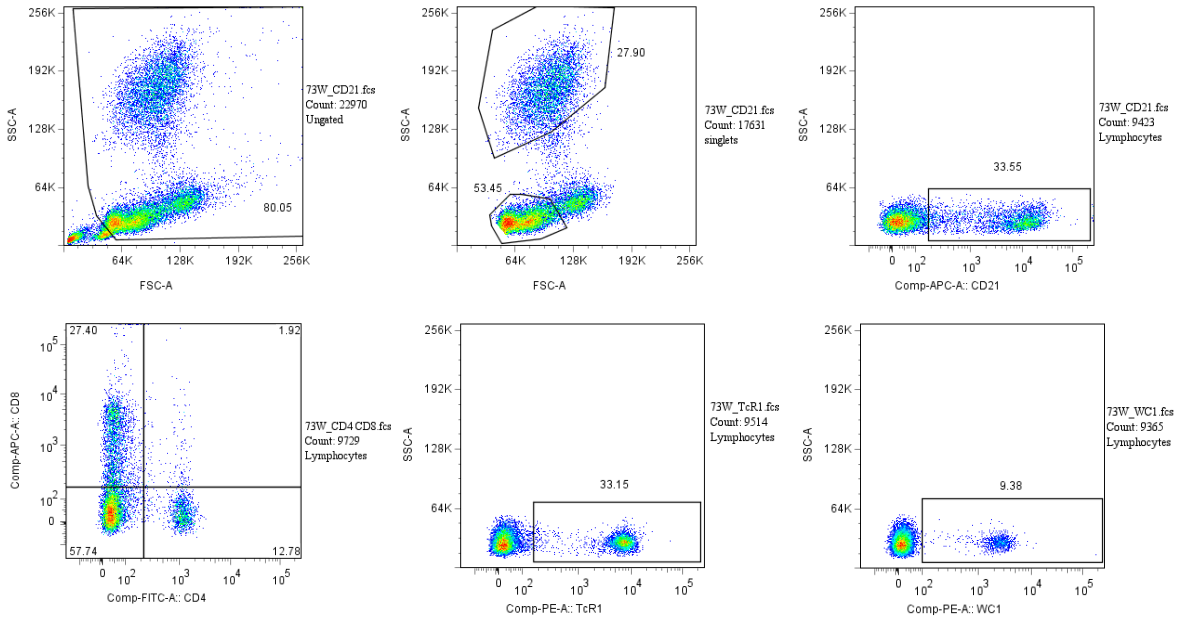 256K
192K
128K
64K
SSC-A
80.05
64K
128K
192K
256K
FSC-A
73W_CD21.fcs
Count: 22970
Ungated
256K
192K
128K
64K
SSC-A
27.90
53.45
64K
128K
192K
256K
FSC-A
73W_CD21.fcs
Count: 17631
singlets
256K
192K
128K
64K
SSC-A
33.55
0
10^2
10^3
10^4
10^5
Comp-APC-A:: CD21
73W_CD21.fcs
Count: 9423
Lymphocytes
27.40
1.92
10^5
10^4
10^3
10^2
0
Comp-APC-A:: CD8
57.74
12.78
0
10^2
10^3
10^4
10^5
Comp-FITC-A:: CD4
73W_CD4 CD8.fcs
Count: 9729
Lymphocytes
256K
192K
128K
64K
SSC-A
33.15
0
10^2
10^3
10^4
10^5
Comp-PE-A:: TcR1
73W_TcR1.fcs
Count: 9514
Lymphocytes
256K
192K
128K
64K
SSC-A
9.38
0
10^2
10^3
10^4
10^5
Comp-PE-A:: WC1
73W_WC1.fcs
Count: 9365
Lymphocytes